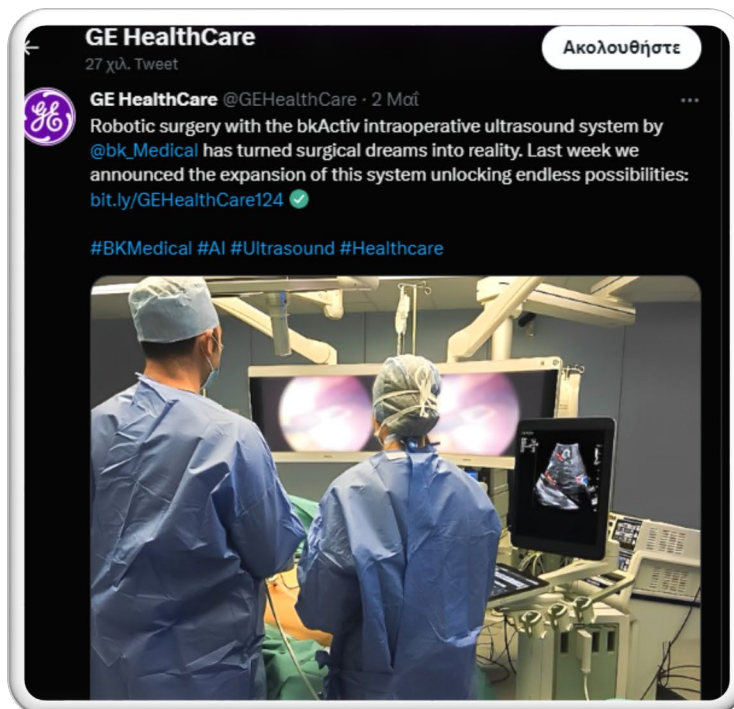 GE HealthCare
27 χιλ. Tweet
Ακολουθήστε
GE HealthCare @GEHealthCare · 2 Μαΐ
Robotic surgery with the bkActiv intraoperative ultrasound system by
@bk_Medical has turned surgical dreams into reality. Last week we
announced the expansion of this system unlocking endless possibilities:
bit.ly/GEHealthCare124
#BKMedical #AI #Ultrasound #Healthcare